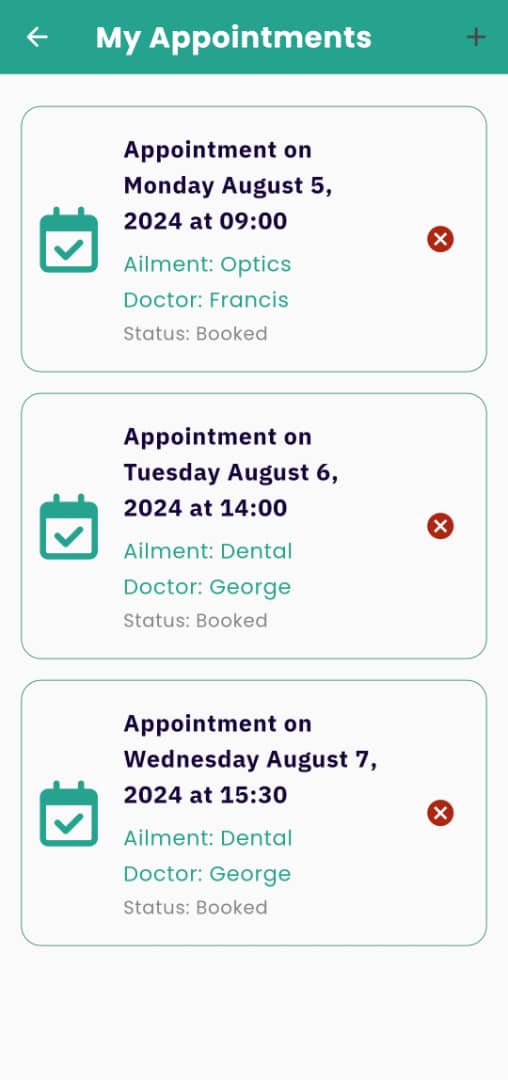 My Appointments
Appointment on
Monday August 5,
2024 at 09:00
Ailment: Optics
Doctor: Francis
Status: Booked
Appointment on
Tuesday August 6,
2024 at 14:00
Ailment: Dental
Doctor: George
Status: Booked
Appointment on
Wednesday August 7,
2024 at 15:30
Ailment: Dental
Doctor: George
Status: Booked